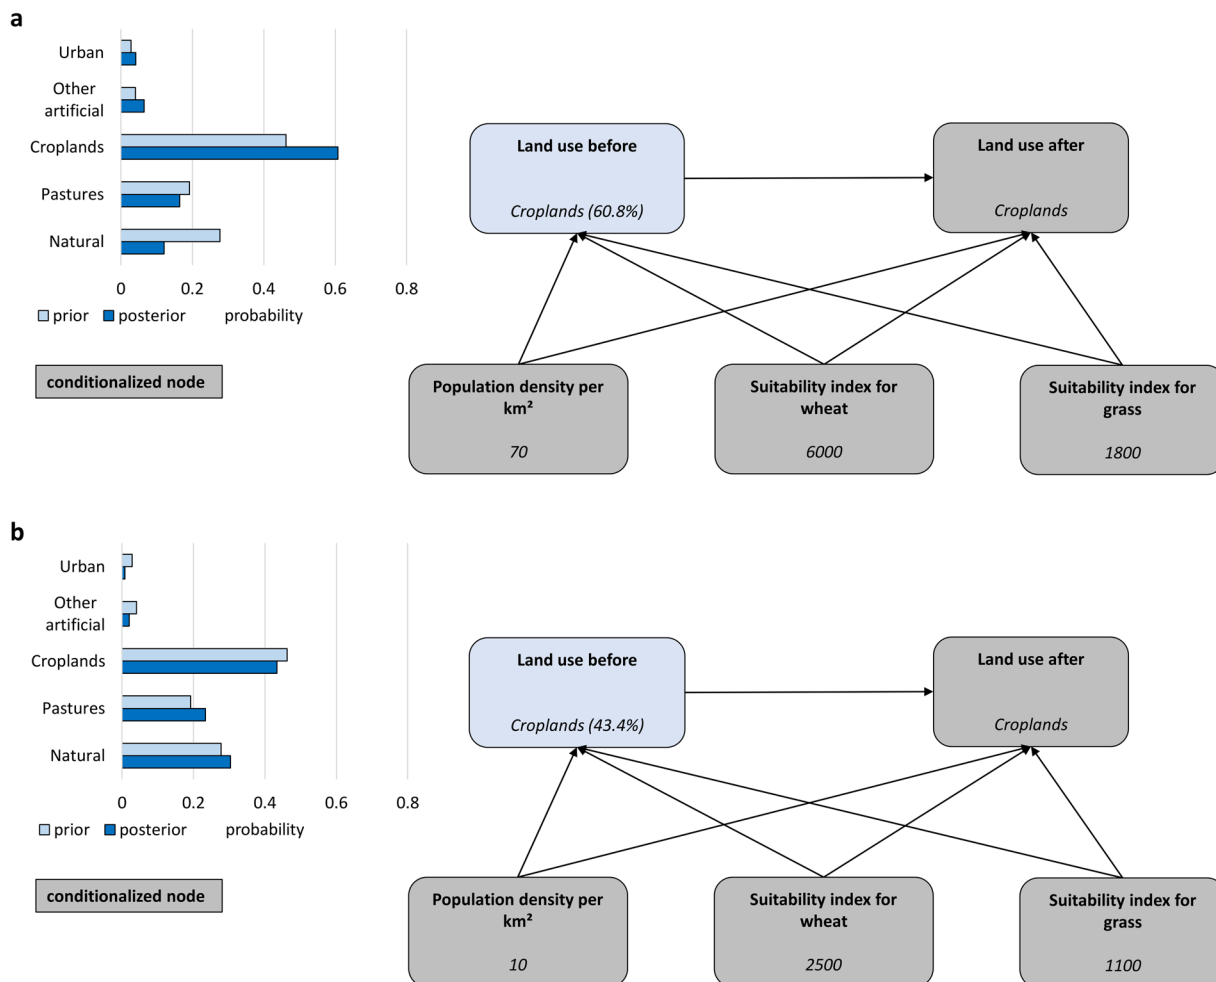 a
Urban
Other
artificial
Croplands
Pastures
Natural
0 0.2 0.4 0.6 0.8
prior posterior probability
conditionalized node
Land use before
Croplands (60.8%)
Land use after
Croplands
Population density per
km²
70
Suitability index for
wheat
6000
Suitability index for
grass
1800
b
Urban
Other
artificial
Croplands
Pastures
Natural
0 0.2 0.4 0.6 0.8
prior posterior probability
conditionalized node
Land use before
Croplands (43.4%)
Land use after
Croplands
Population density per
km²
10
Suitability index for
wheat
2500
Suitability index for
grass
1100